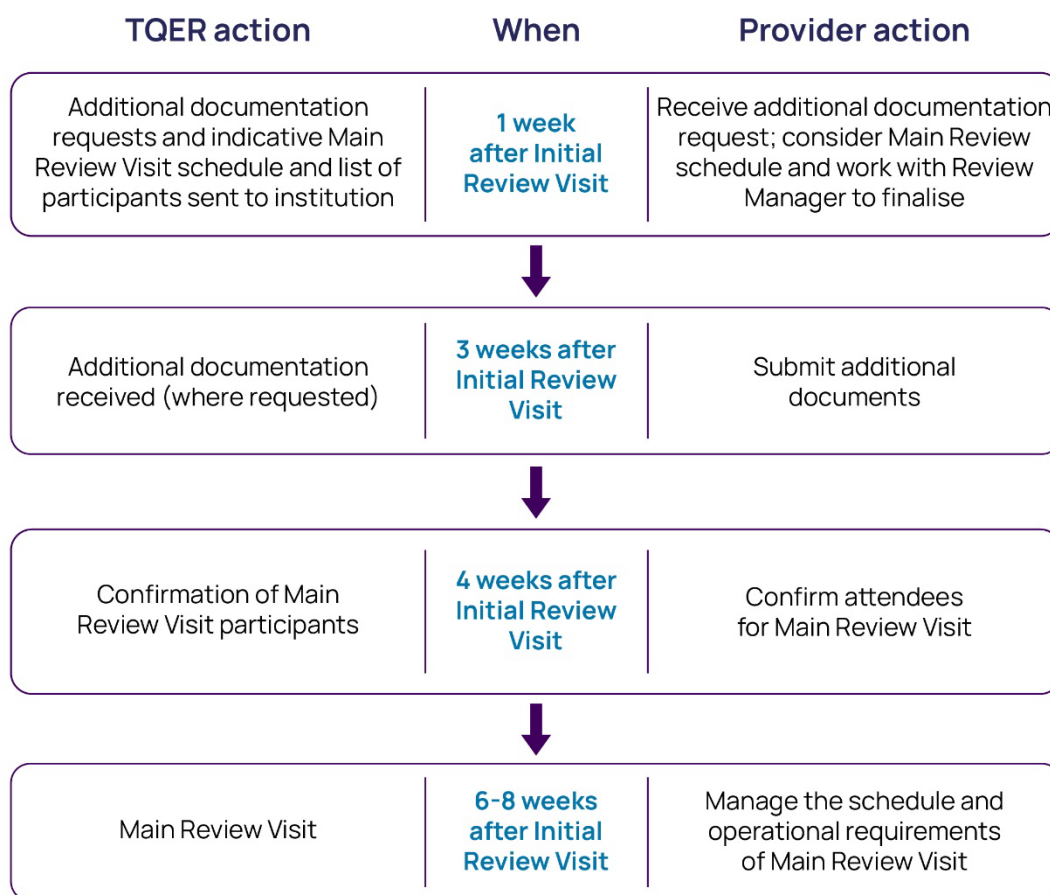 TQER action
When
Provider action
Additional documentation
requests and indicative Main
Review Visit schedule and list of
participants sent to institution
1 week
after Initial
Review Visit
Receive additional documentation
request; consider Main Review
schedule and work with Review
Manager to finalise
Additional documentation
received (where requested)
3 weeks after
Initial Review
Visit
Submit additional
documents
Confirmation of Main
Review Visit participants
4 weeks after
Initial Review
Visit
Confirm attendees
for Main Review Visit
Main Review Visit
6-8 weeks
after Initial
Review Visit
Manage the schedule and
operational requirements
of Main Review Visit